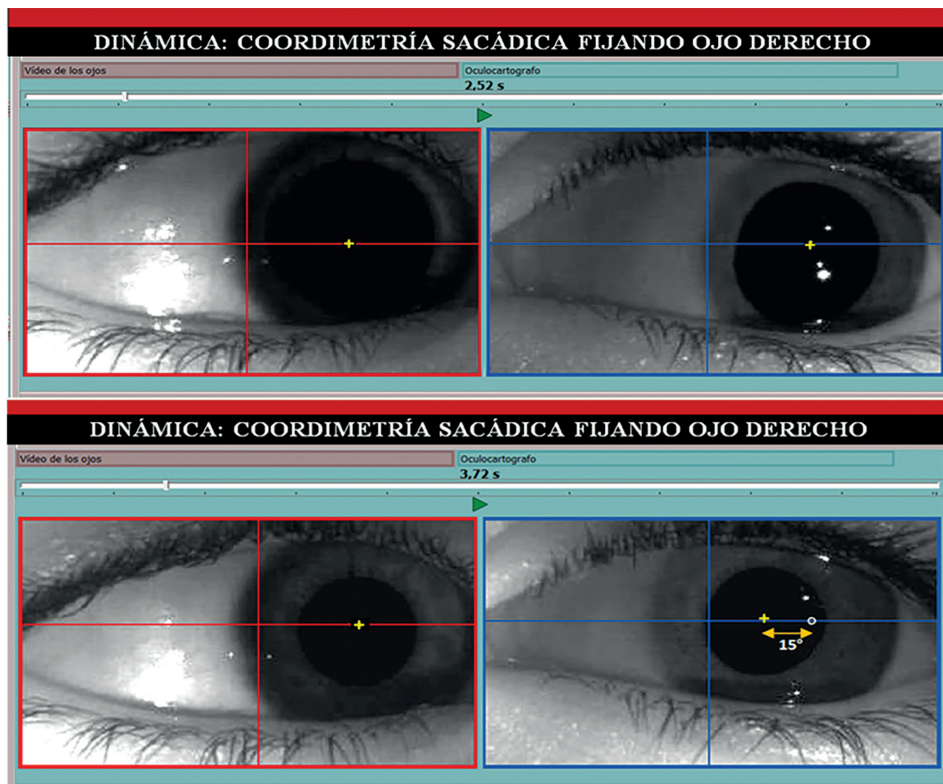 DINÁMICA: COORDIMETRÍA SACÁDICA FIJANDO OJO DERECHO
Vídeo de los ojos
Oculocartografo
2,52 s
DINÁMICA: COORDIMETRÍA SACÁDICA FIJANDO OJO DERECHO
Vídeo de los ojos
Oculocartografo
3,72 s
15°